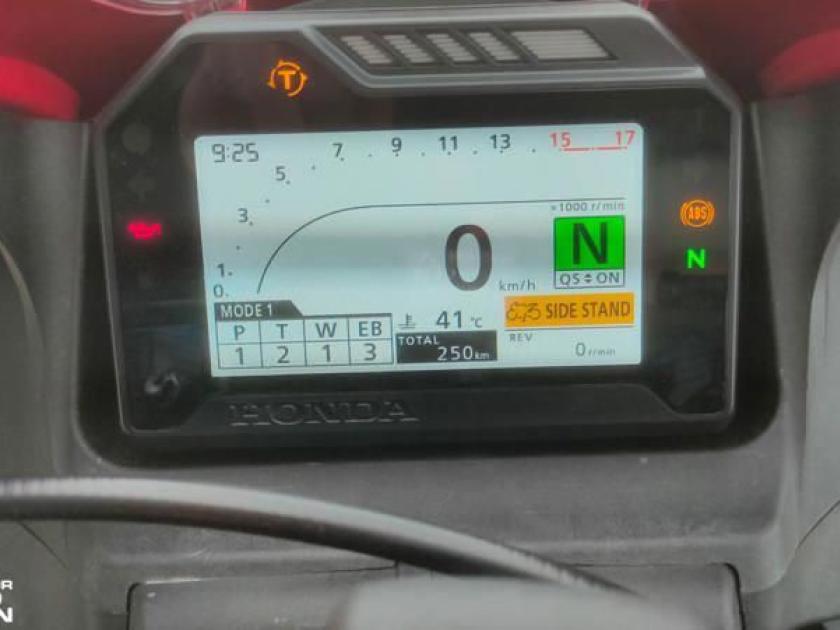 T
9:25
7 9 11 13 15 17
5
3
1
0
×1000 r/min
ABS
N
0 km/h
N
QS ON
SIDE STAND
MODE 1
P T W EB
1 2 1 3
41 °C
TOTAL
250 km
REV
0 r/min
HONDA
R
N